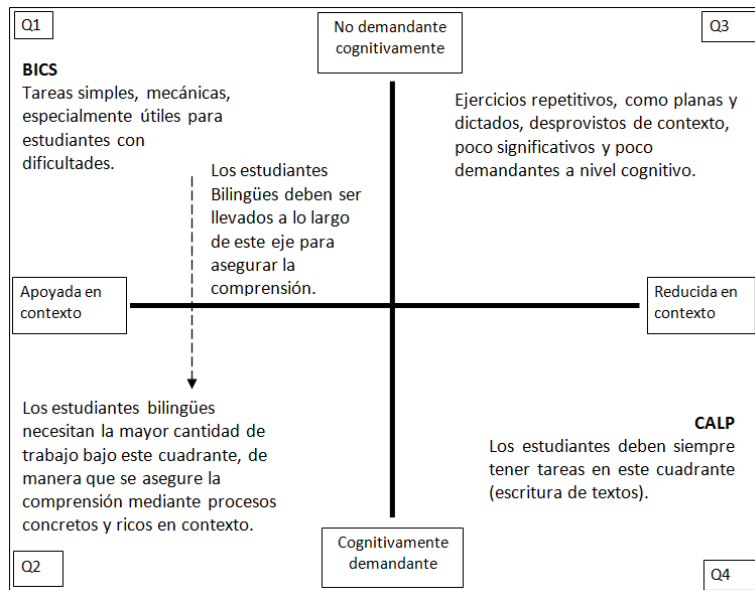 Q1
No demandante
cognitivamente
Q3
BICS
Tareas simples, mecánicas,
especialmente útiles para
estudiantes con
dificultades.
Ejercicios repetitivos, como planas y
dictados, desprovistos de contexto,
poco significativos y poco
demandantes a nivel cognitivo.
Los estudiantes
Bilingües deben ser
llevados a lo largo
de este eje para
asegurar la
comprensión.
Apoyada en
contexto
Reducida en
contexto
Los estudiantes bilingües
necesitan la mayor cantidad de
trabajo bajo este cuadrante, de
manera que se asegure la
comprensión mediante procesos
concretos y ricos en contexto.
CALP
Los estudiantes deben siempre
tener tareas en este cuadrante
(escritura de textos).
Q2
Cognitivamente
demandante
Q4